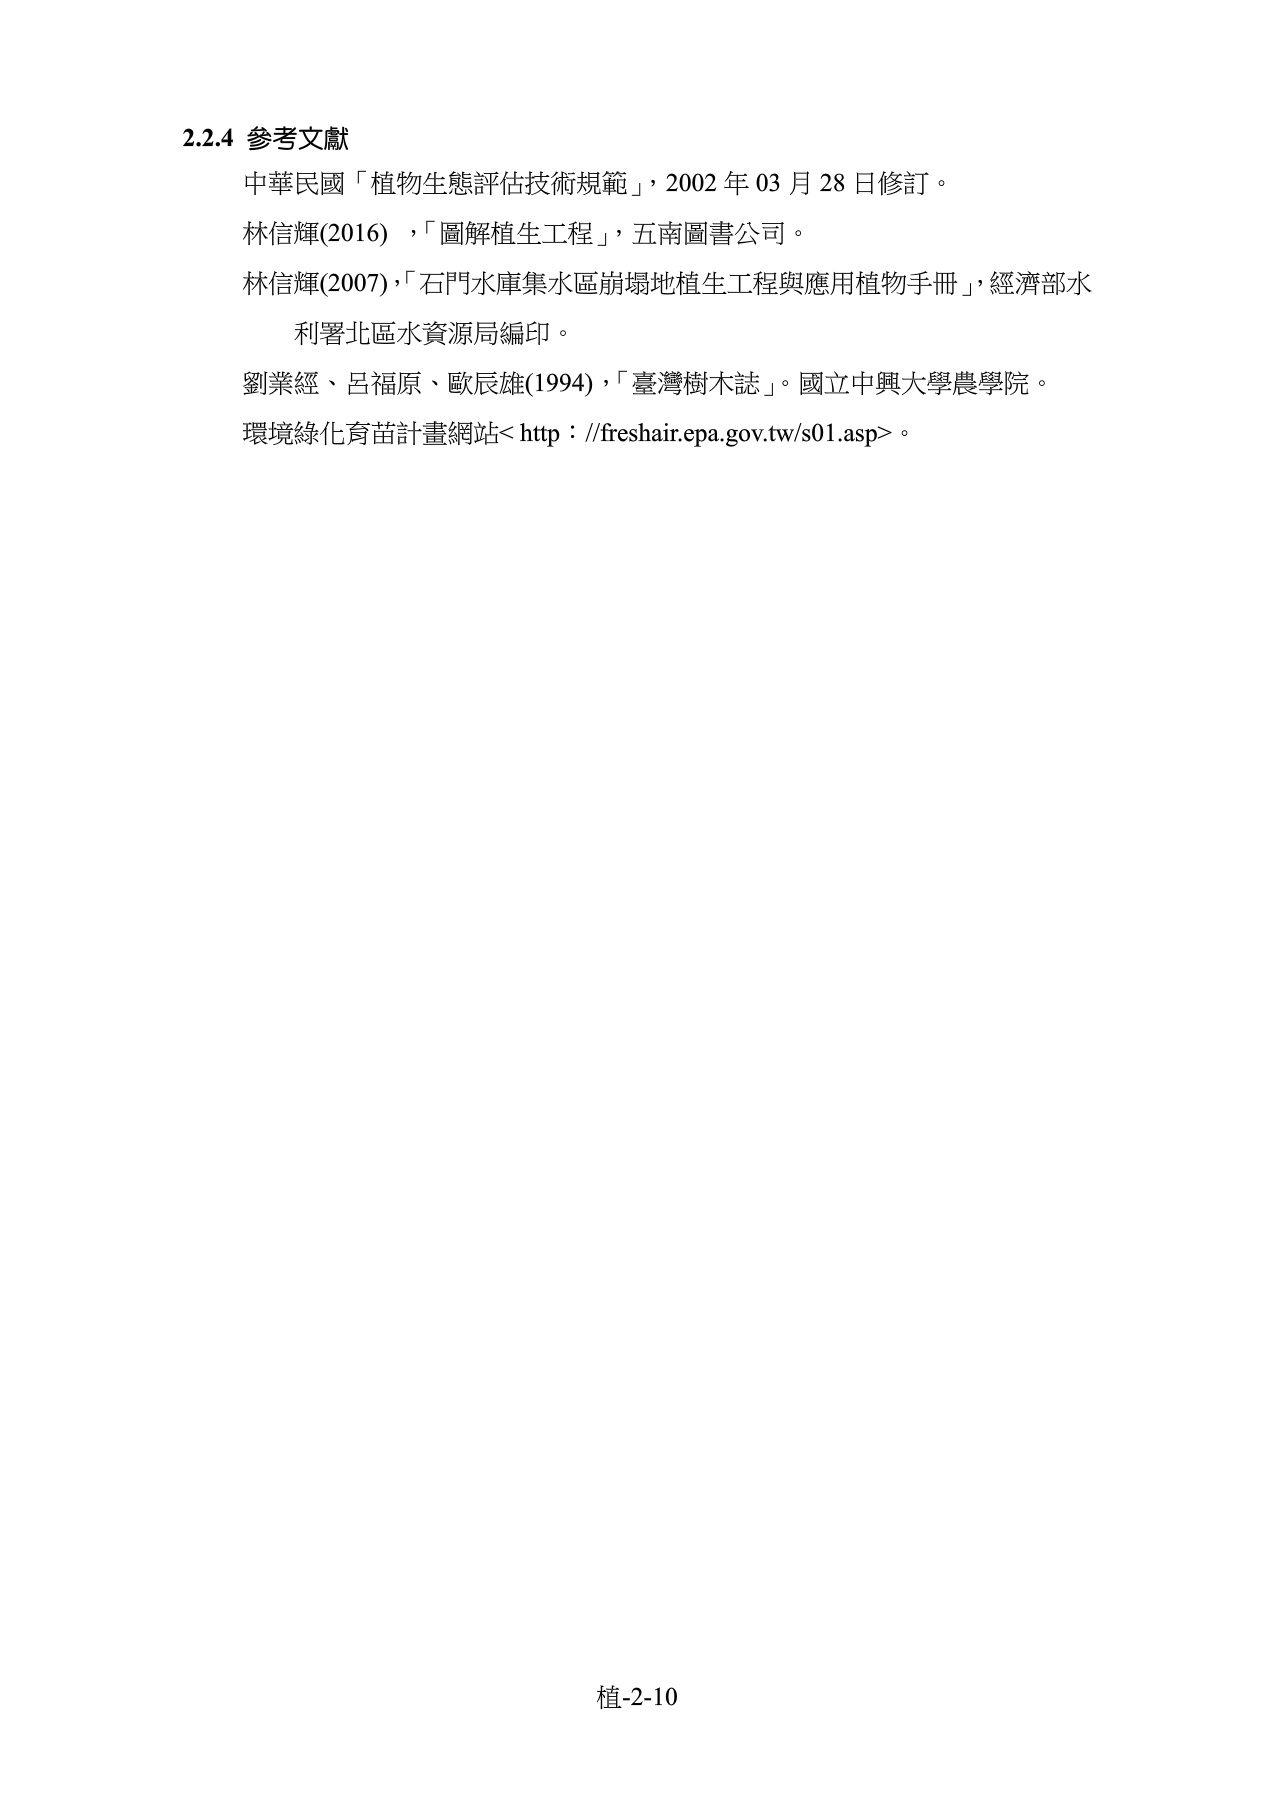 2.2.4 參考文獻
中華民國「植物生態評估技術規範」，2002 年 03 月 28 日修訂。
林信輝(2016) ，「圖解植生工程」，五南圖書公司。
林信輝(2007)，「石門水庫集水區崩塌地植生工程與應用植物手冊」，經濟部水
利署北區水資源局編印。
劉業經、呂福原、歐辰雄(1994)，「臺灣樹木誌」。國立中興大學農學院。
環境綠化育苗計畫網站< http：//freshair.epa.gov.tw/s01.asp>。
植-2-10